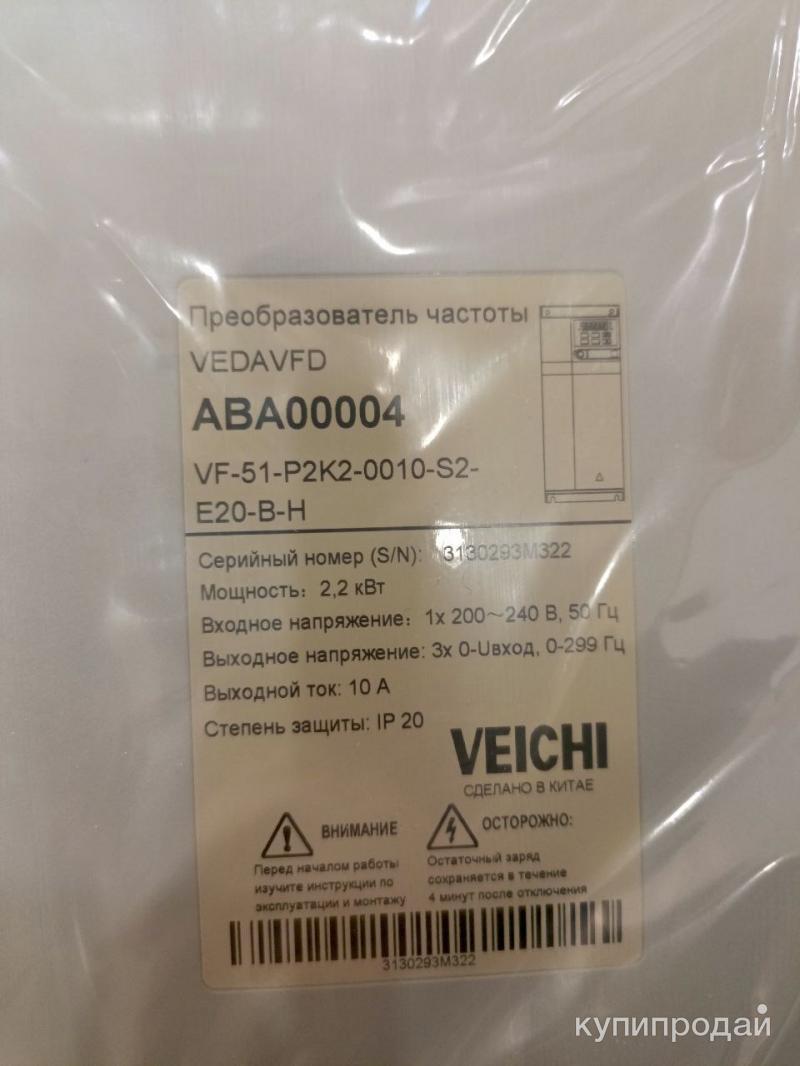 Преобразователь частоты
VEDAVFD
ABA00004
VF-51-P2K2-0010-S2-
E20-B-H
Серийный номер (S/N): 3130293M322
Мощность: 2,2 кВт
Входное напряжение: 1x 200~240 В, 50 Гц
Выходное напряжение: 3x 0-Uвход, 0-299 Гц
Выходной ток: 10 А
Степень защиты: IP 20
VEICHI
СДЕЛАНО В КИТАЕ
ВНИМАНИЕ
Перед началом работы
изучите инструкции по
эксплуатации и монтажу
ОСТОРОЖНО:
Остаточный заряд
сохраняется в течение
4 минут после отключения
3130293M322
купипродай